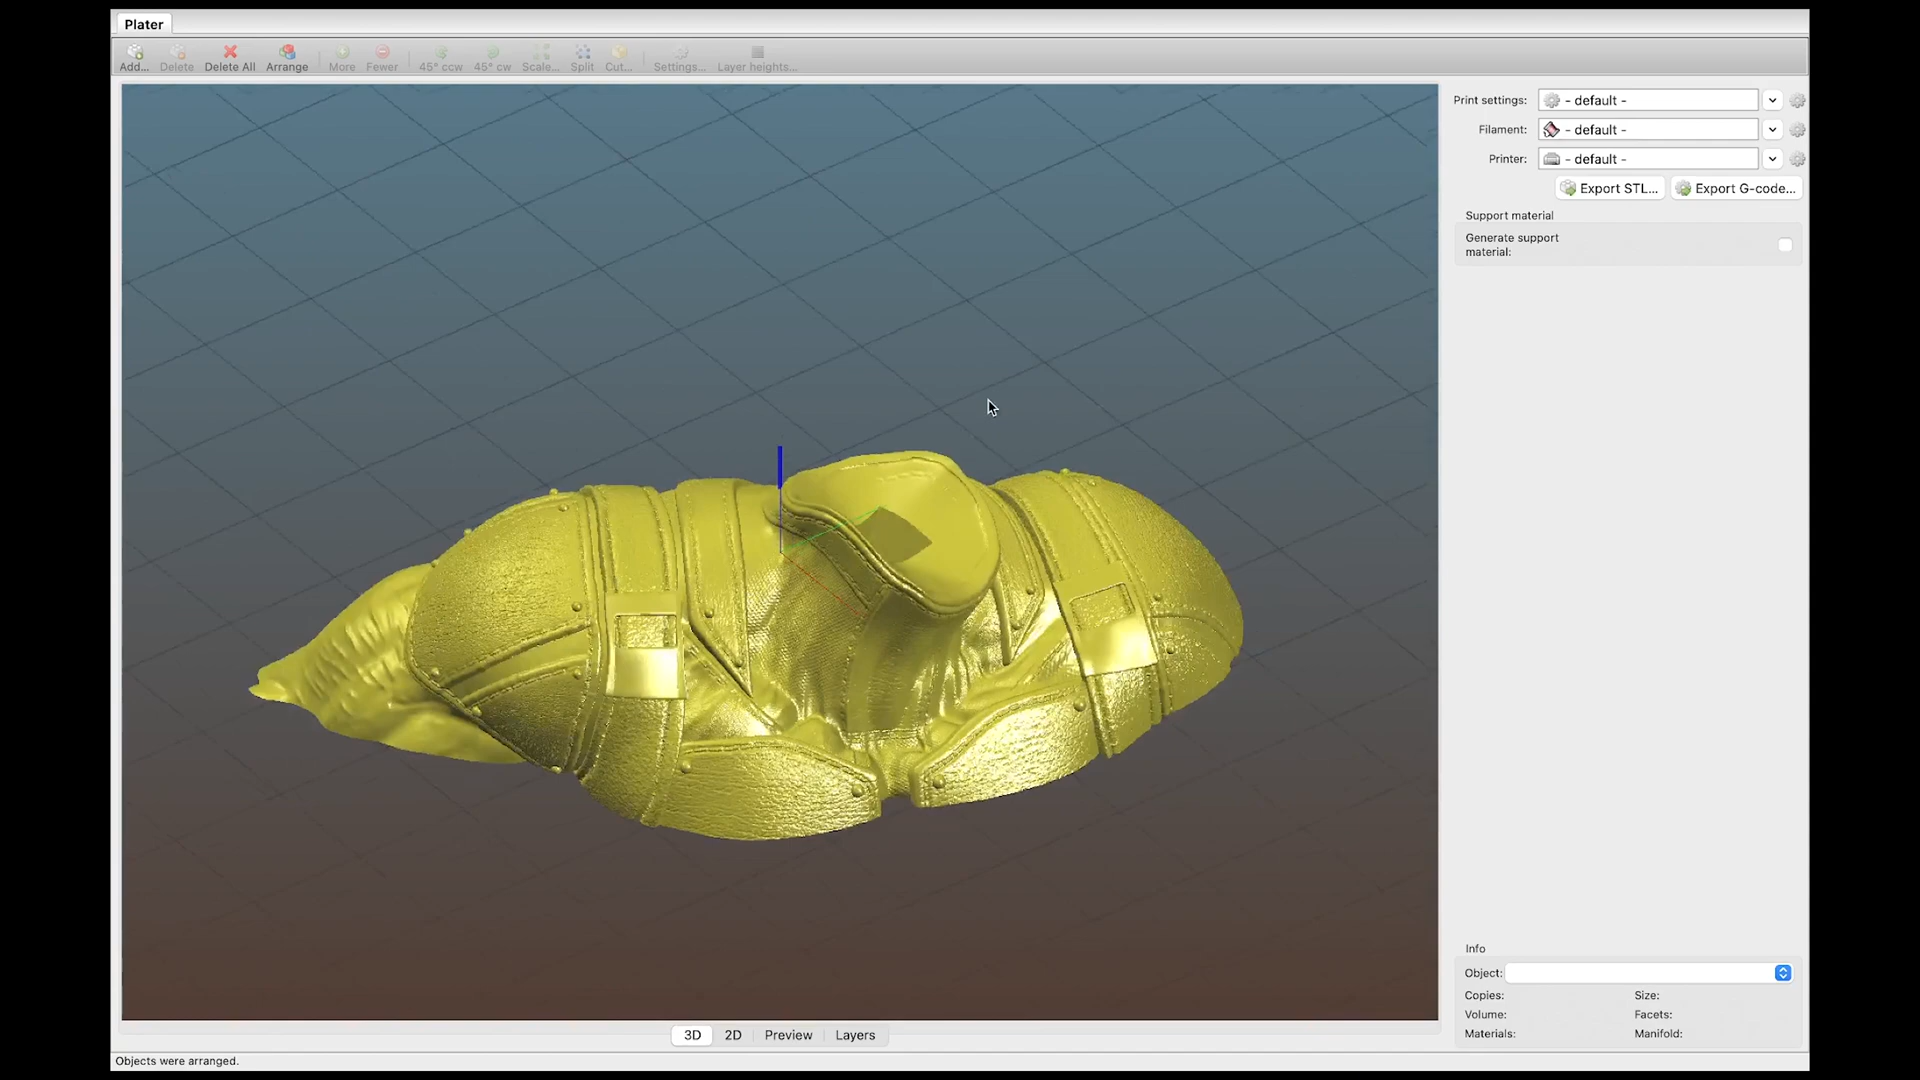 Plater
Add... Delete Delete All Arrange More Fewer 45° ccw 45° cw Scale... Split Cut... Settings... Layer heights...
Print settings: - default -
Filament: - default -
Printer: - default -
Export STL... Export G-code...
Support material
Generate support
material:
Info
Object:
Copies: Size:
Volume: Facets:
Materials: Manifold:
3D 2D Preview Layers
Objects were arranged.